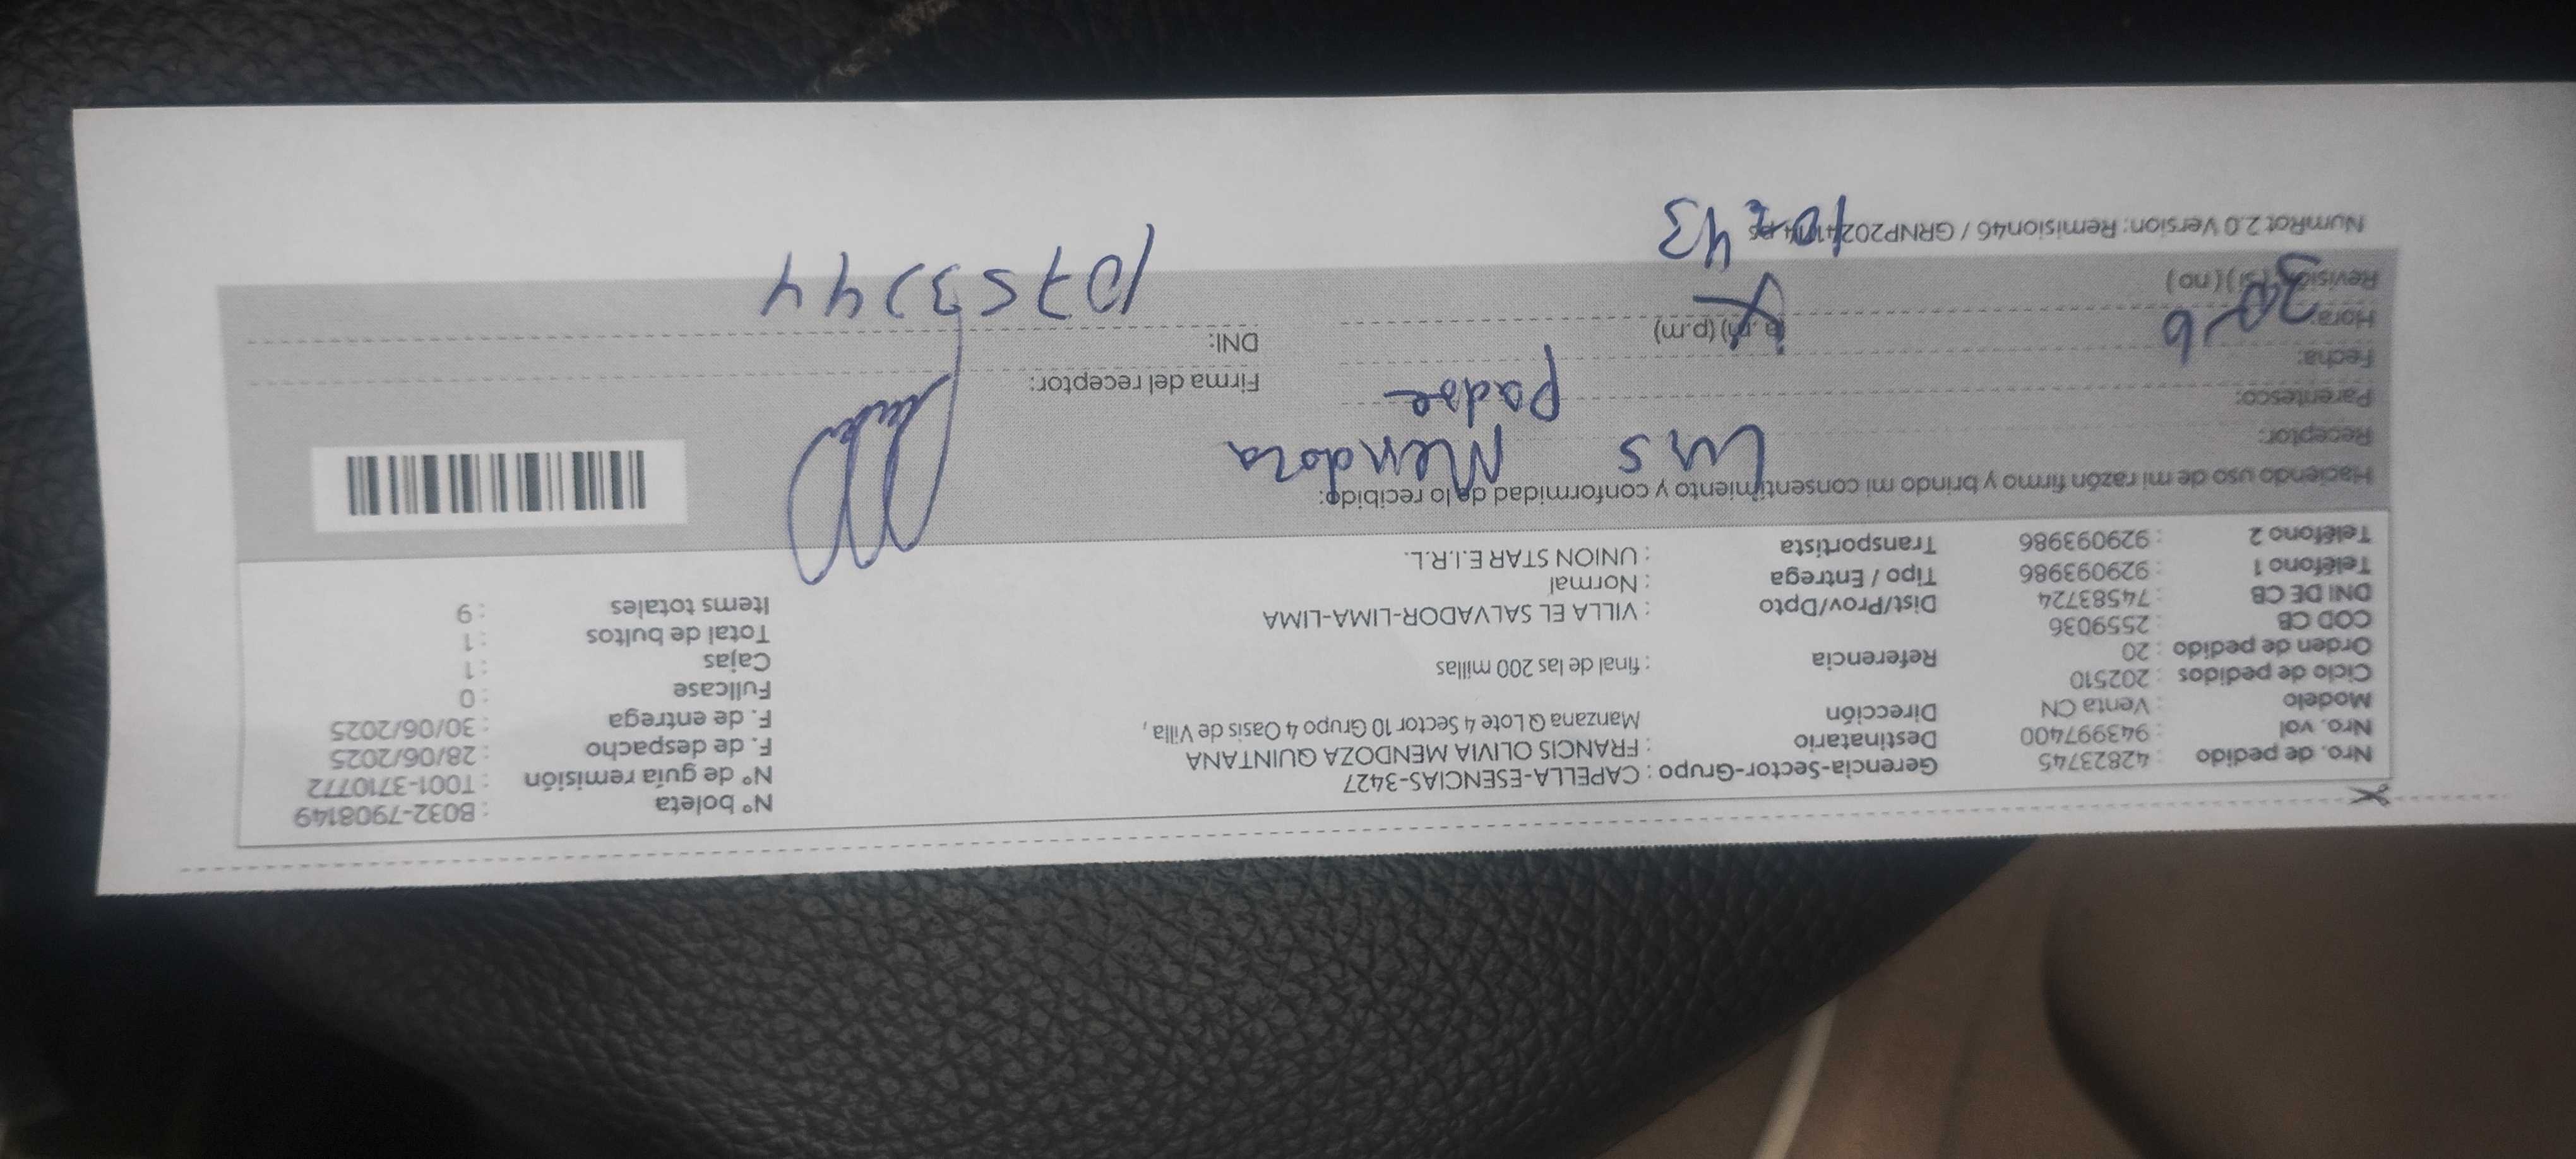 Nro. de pedido : 42823745 Gerencia-Sector-Grupo : CAPELLA-ESENCIAS-3427 N° boleta : B032-7908149
Nro. vol : 943997400 Destinatario : FRANCIS OLIVIA MENDOZA QUINTANA N° de guía remisión : T001-3710772
Modelo : Venta CN Dirección Manzana Q Lote 4 Sector 10 Grupo 4 Oasis de Villa , F. de despacho : 28/06/2025
Ciclo de pedidos : 202510 F. de entrega : 30/06/2025
Orden de pedido : 20 Referencia : final de las 200 millas Fullcase : 0
COD CB : 2559036 Cajas : 1
DNI DE CB : 74583724 Dist/Prov/Dpto : VILLA EL SALVADOR-LIMA-LIMA Total de bultos : 1
Teléfono 1 : 929093986 Tipo / Entrega : Normal Items totales : 9
Teléfono 2 : 929093986 Transportista : UNION STAR E.I.R.L.
Haciendo uso de mi razón firmo y brindo mi consentimiento y conformidad de lo recibido:
Receptor: Luis Mendoza
Parentesco: padre
Fecha: 30-6 Firma del receptor:
Hora: (a.m) (p.m) DNI:
Revisión (si) (no)
NumRot 2.0 Version: Remision46 /
43